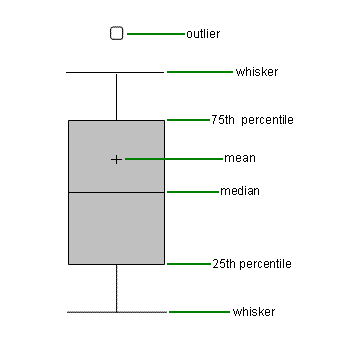 outlier
whisker
75th percentile
mean
median
25th percentile
whisker